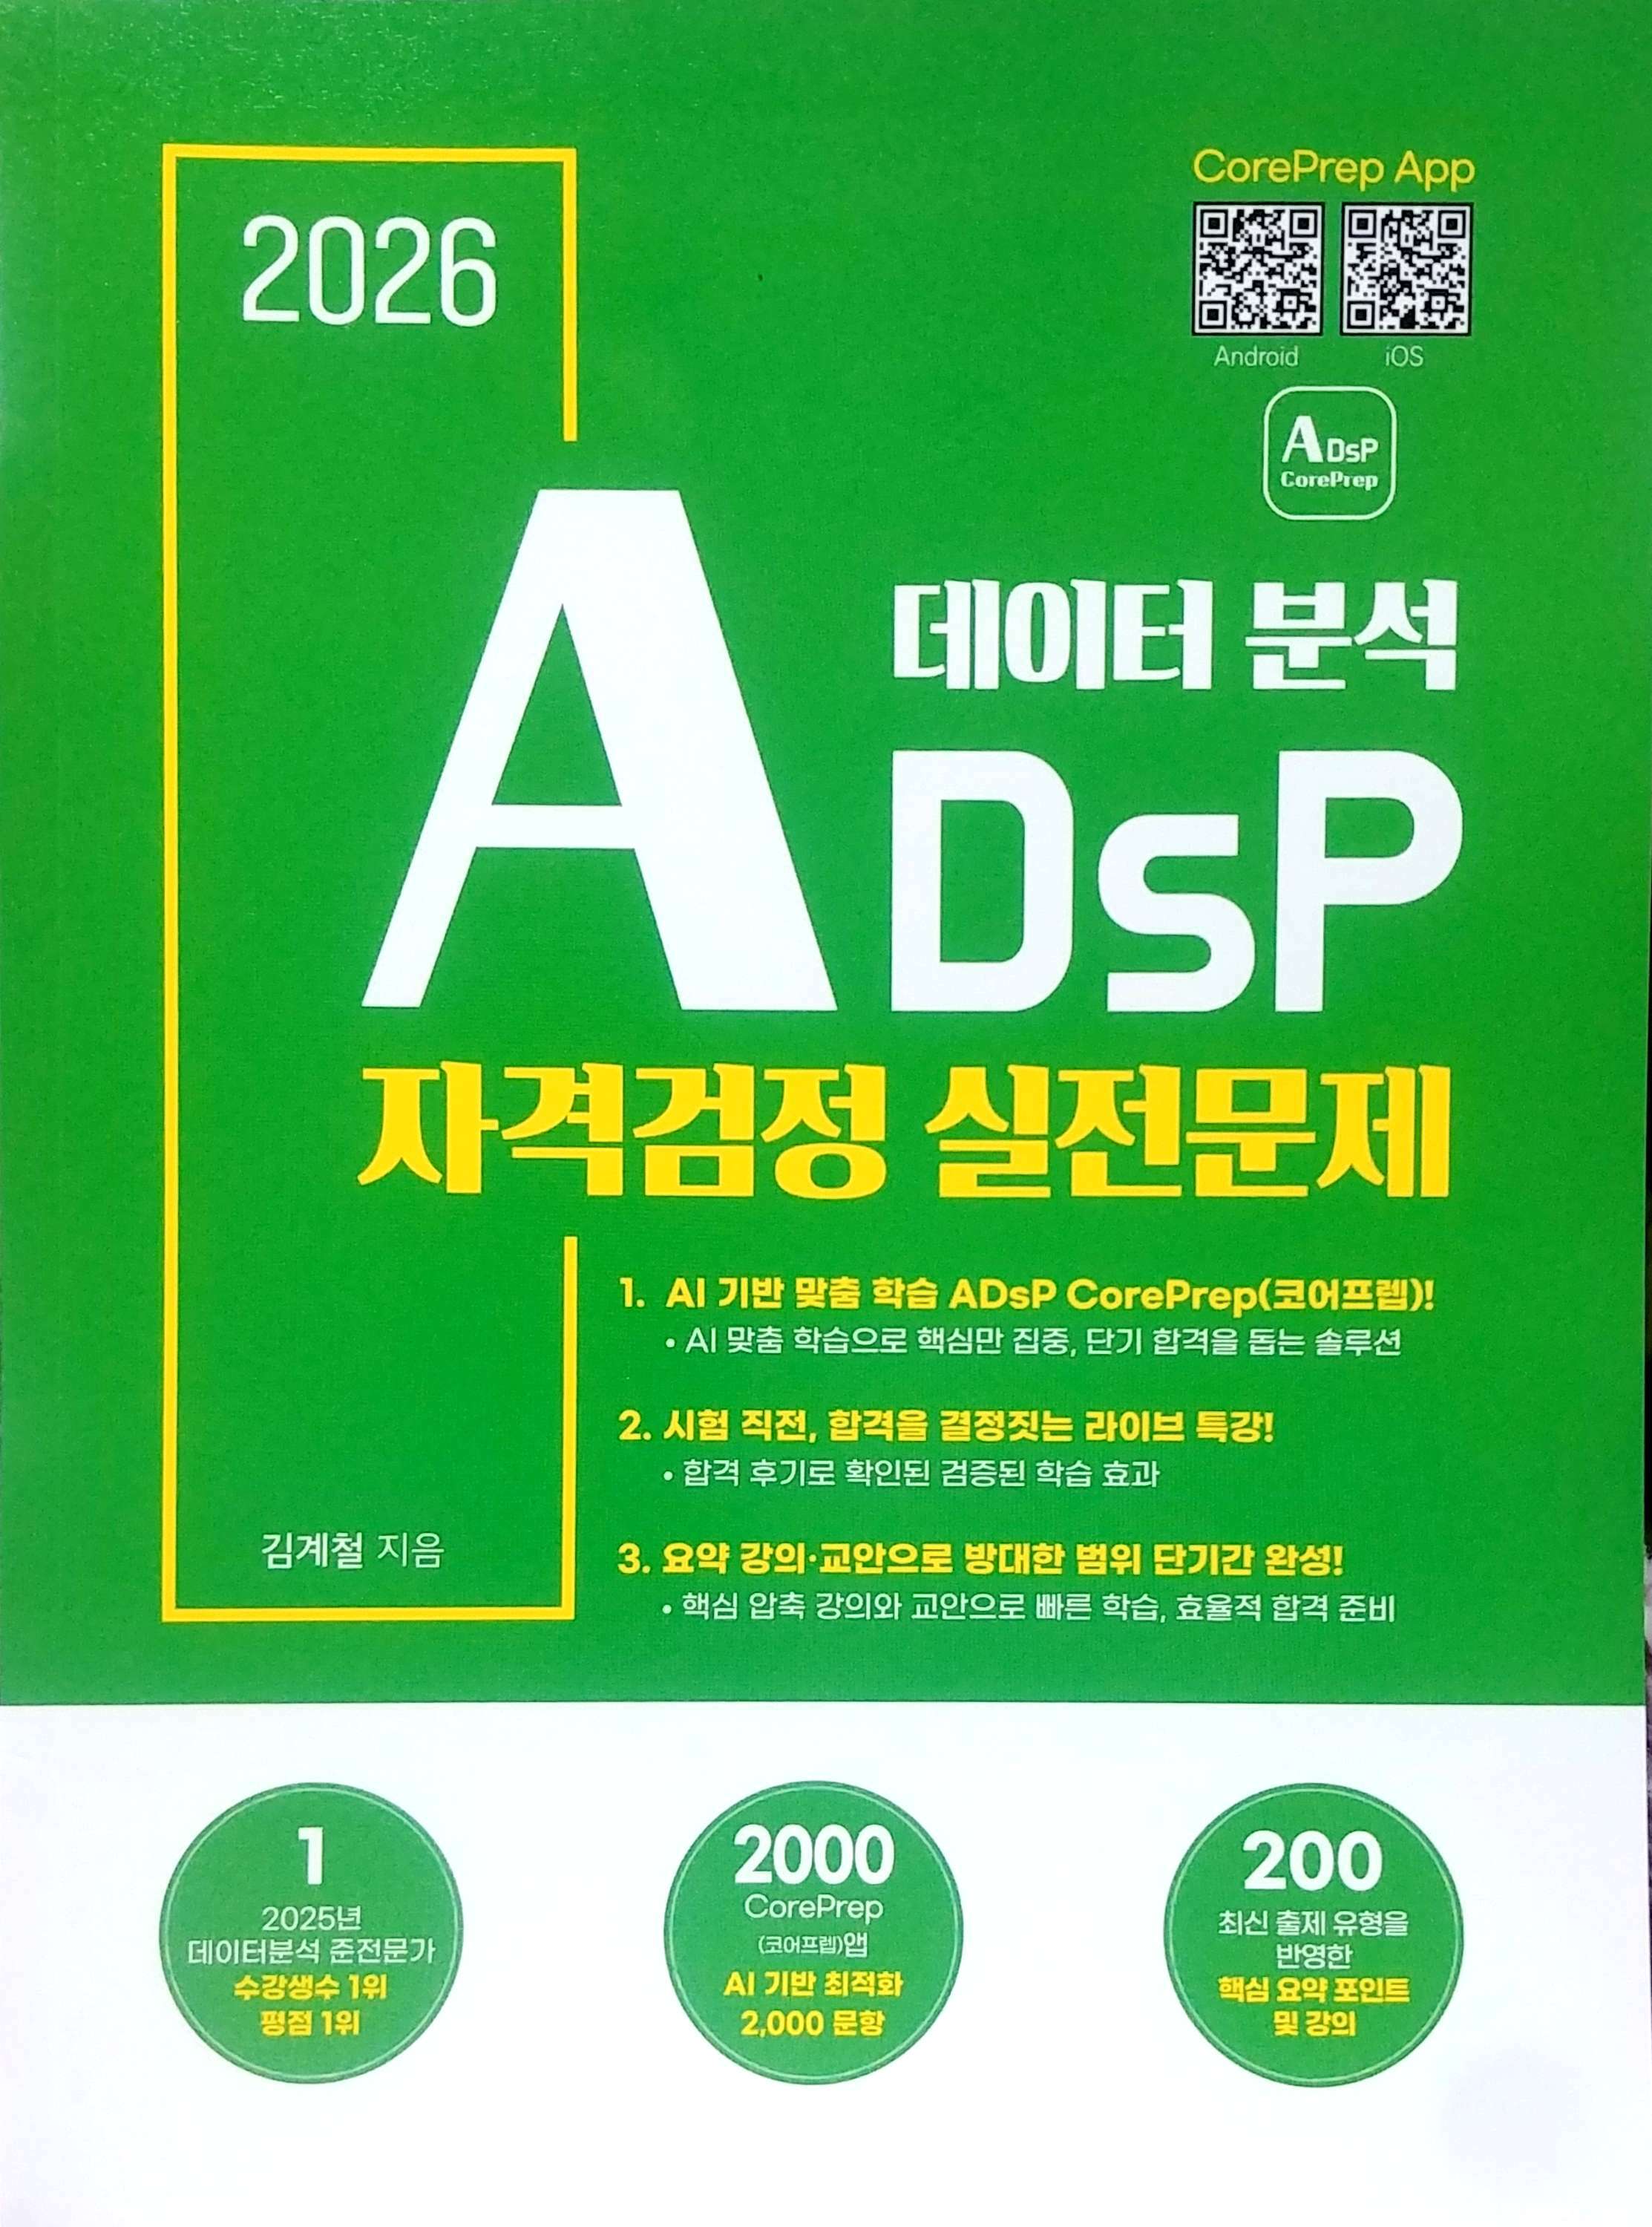 2026
CorePrep App
Android iOS
ADsP
CorePrep
데이터 분석
ADsP
자격검정 실전문제
1. AI 기반 맞춤 학습 ADsP CorePrep(코어프렙)!
• AI 맞춤 학습으로 핵심만 집중, 단기 합격을 돕는 솔루션
2. 시험 직전, 합격을 결정짓는 라이브 특강!
• 합격 후기로 확인된 검증된 학습 효과
3. 요약 강의·교안으로 방대한 범위 단기간 완성!
• 핵심 압축 강의와 교안으로 빠른 학습, 효율적 합격 준비
김계철 지음
1
2025년
데이터분석 준전문가
수강생수 1위
평점 1위
2000
CorePrep
(코어프렙)앱
AI 기반 최적화
2,000 문항
200
최신 출제 유형을
반영한
핵심 요약 포인트
및 강의